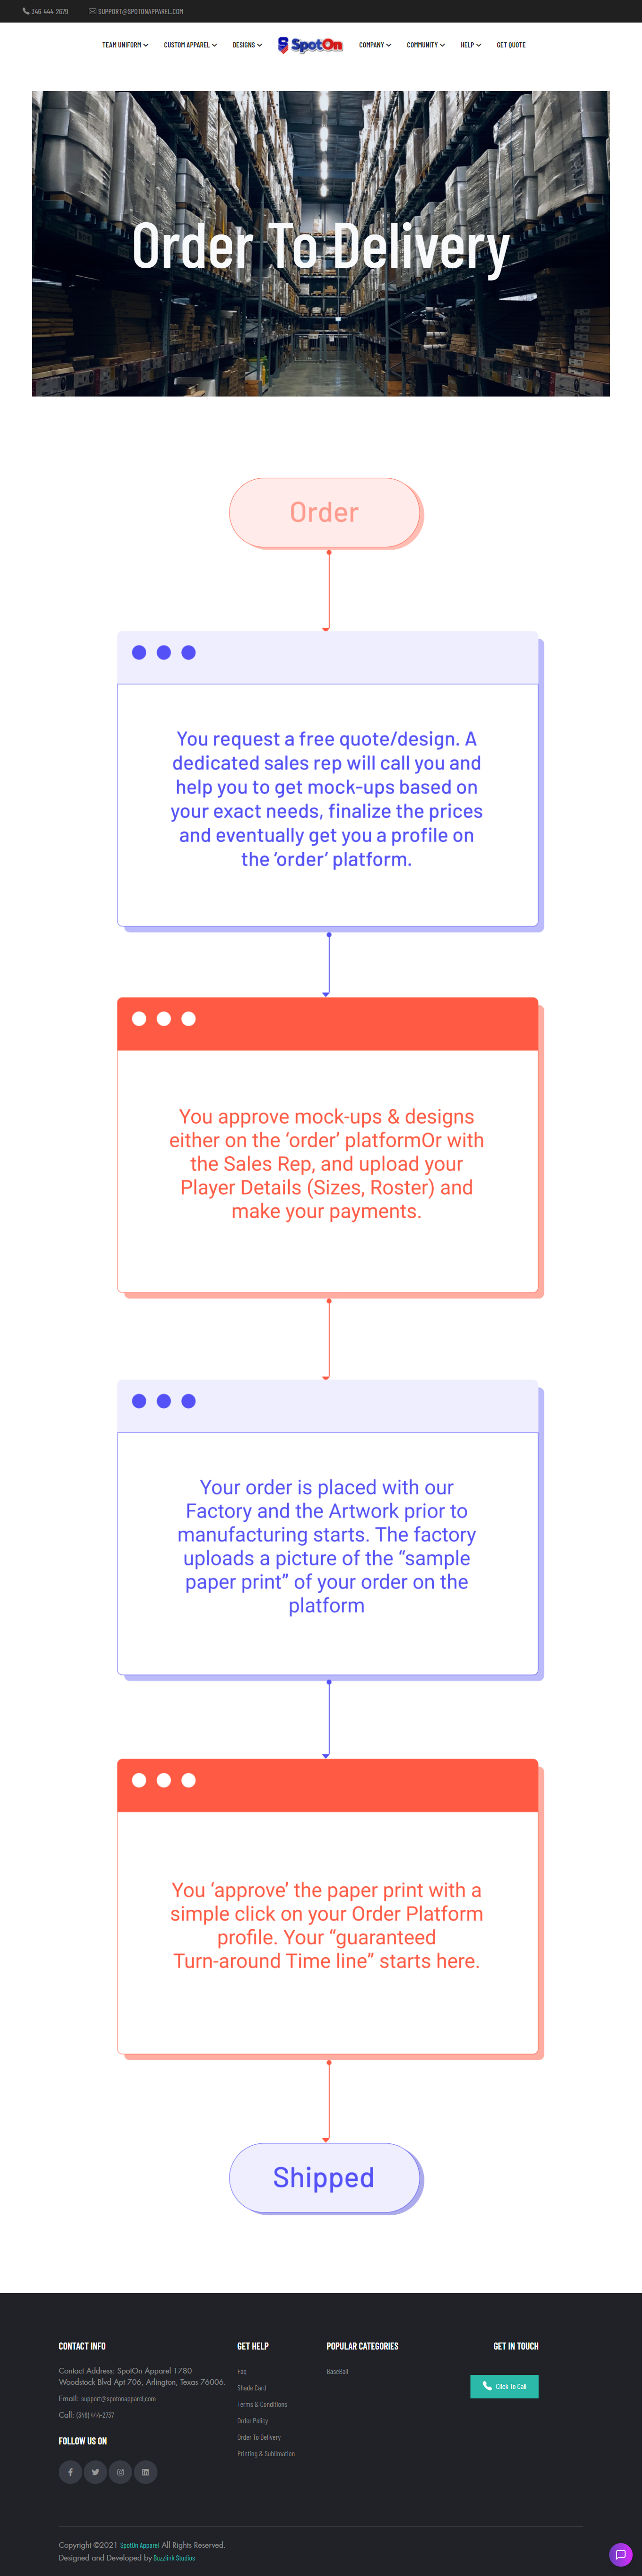 346-444-2679 SUPPORT@SPOTONAPPAREL.COM
TEAM UNIFORM CUSTOM APPAREL DESIGNS SpotOn COMPANY COMMUNITY HELP GET QUOTE
Order To Delivery
Order
You request a free quote/design. A
dedicated sales rep will call you and
help you to get mock-ups based on
your exact needs, finalize the prices
and eventually get you a profile on
the ‘order’ platform.
You approve mock-ups & designs
either on the ‘order’ platformOr with
the Sales Rep, and upload your
Player Details (Sizes, Roster) and
make your payments.
Your order is placed with our
Factory and the Artwork prior to
manufacturing starts. The factory
uploads a picture of the “sample
paper print” of your order on the
platform
You ‘approve’ the paper print with a
simple click on your Order Platform
profile. Your “guaranteed
Turn-around Time line” starts here.
Shipped
CONTACT INFO
Contact Address: SpotOn Apparel 1780
Woodstock Blvd Apt 706, Arlington, Texas 76006.
Email: support@spotonapparel.com
Call: (346) 444-2737
FOLLOW US ON
GET HELP
Faq
Shade Card
Terms & Conditions
Order Policy
Order To Delivery
Printing & Sublimation
POPULAR CATEGORIES
BaseBall
GET IN TOUCH
Click To Call
Copyright ©2021 SpotOn Apparel All Rights Reserved.
Designed and Developed by Buzzlink Studios